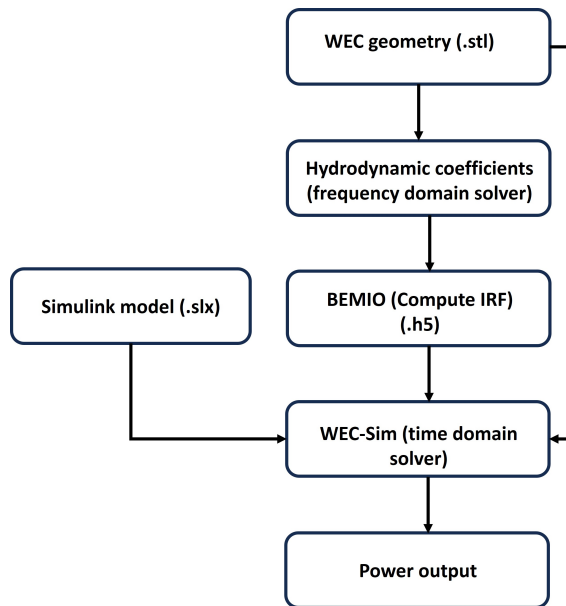 WEC geometry (.stl)
Hydrodynamic coefficients
(frequency domain solver)
BEMIO (Compute IRF)
(.h5)
Simulink model (.slx)
WEC-Sim (time domain
solver)
Power output